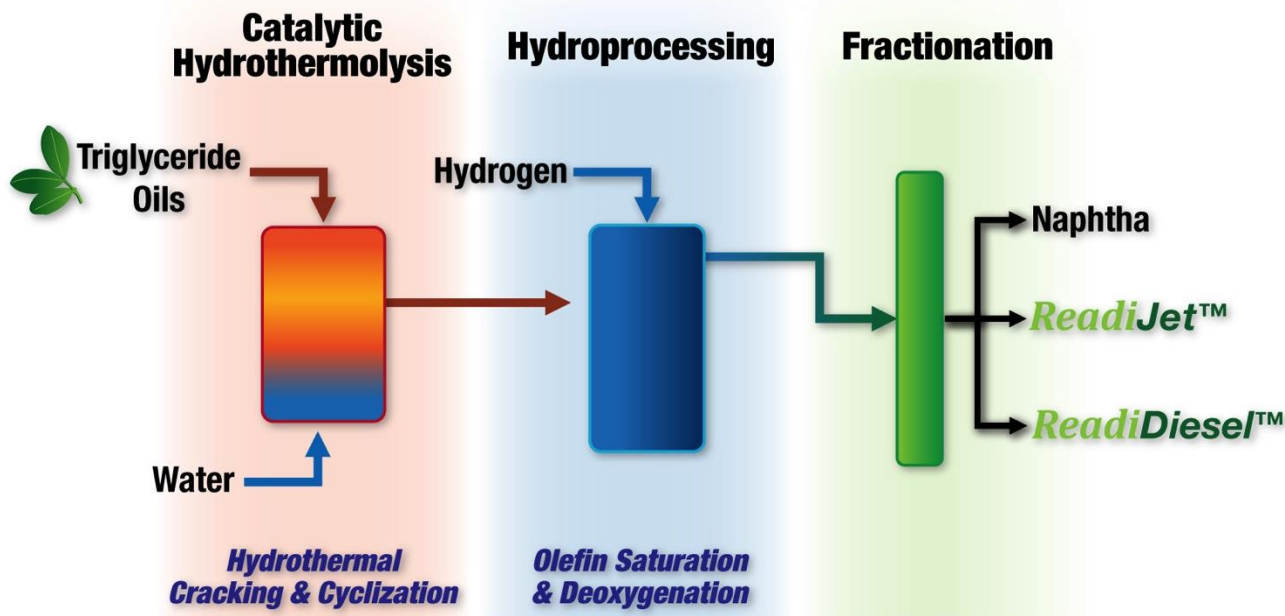 Catalytic
Hydrothermolysis
Hydroprocessing
Fractionation
Triglyceride
Oils
Hydrogen
Naphtha
ReadiJet™
ReadiDiesel™
Water
Hydrothermal
Cracking & Cyclization
Olefin Saturation
& Deoxygenation